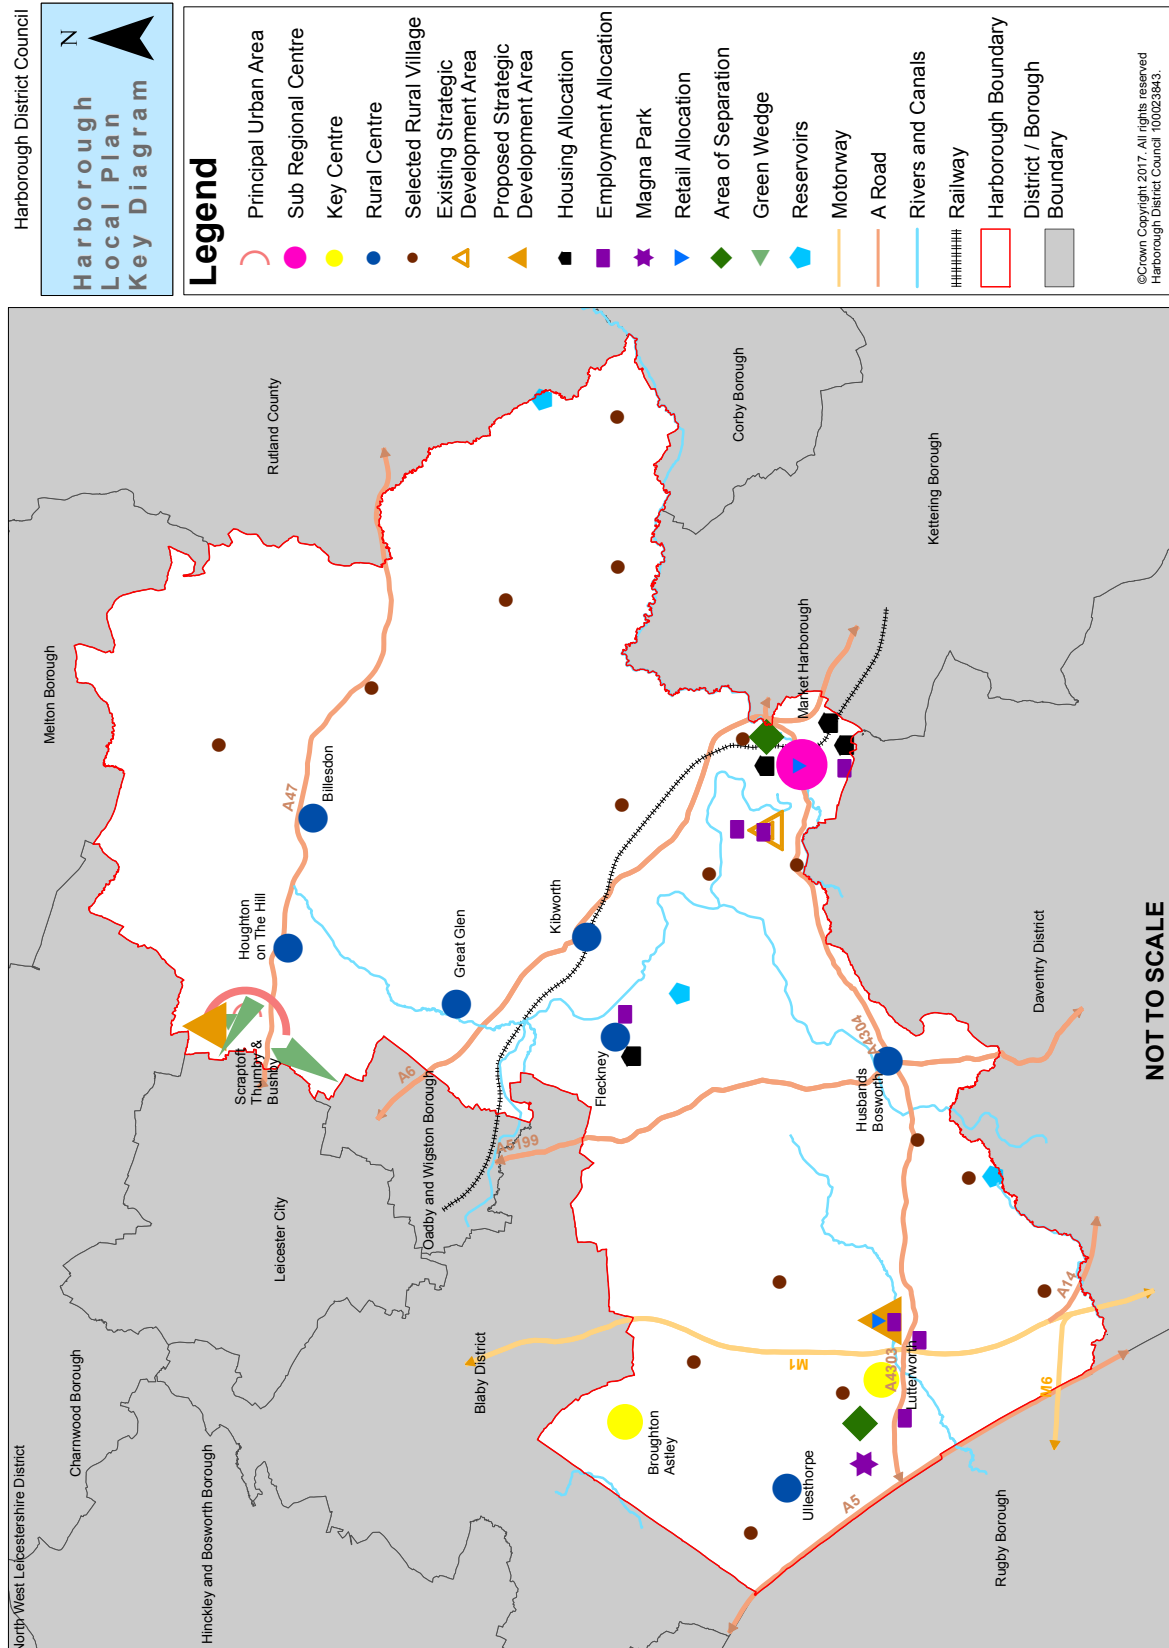 Harborough District Council
Harborough
Local Plan
Key Diagram
N
Legend
Principal Urban Area
Sub Regional Centre
Key Centre
Rural Centre
Selected Rural Village
Existing Strategic
Development Area
Proposed Strategic
Development Area
Housing Allocation
Employment Allocation
Magna Park
Retail Allocation
Area of Separation
Green Wedge
Reservoirs
Motorway
A Road
Rivers and Canals
Railway
Harborough Boundary
District / Borough
Boundary
©Crown Copyright 2017. All rights reserved
Harborough District Council 100023843.
North West Leicestershire District
Charnwood Borough
Hinckley and Bosworth Borough
Leicester City
Melton Borough
Rutland County
Oadby and Wigston Borough
Blaby District
Corby Borough
Kettering Borough
Daventry District
Rugby Borough
Scraptoft
Thurnby &
Bushby
Houghton
on The Hill
Billesdon
A47
Great Glen
A6
Kibworth
Fleckney
A5199
Market Harborough
A4304
Husbands
Bosworth
Broughton
Astley
Ullesthorpe
Lutterworth
A4303
M1
M6
A14
A5
NOT TO SCALE